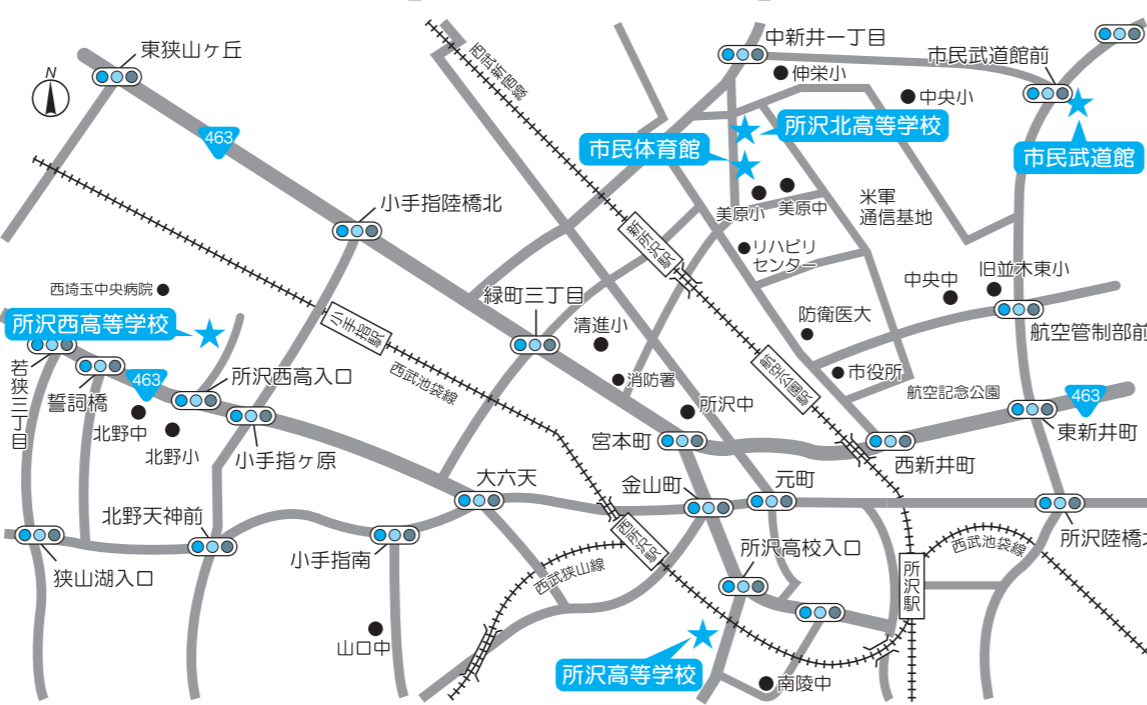 東狭山ヶ丘
N
463
西武新宿線
中新井一丁目
伸栄小
中央小
市民武道館前
市民武道館
所沢北高等学校
市民体育館
美原小
美原中
米軍
通信基地
リハビリ
センター
小手指陸橋北
新所沢駅
緑町三丁目
清進小
消防署
所沢中
防衛医大
市役所
中央中
旧並木東小
航空管制部前
航空記念公園
463
東新井町
航空公園駅
西新井町
宮本町
西埼玉中央病院
所沢西高等学校
若狭三丁目
誓詞橋
463
所沢西高入口
北野中
北野小
小手指ヶ原
小手指駅
西武池袋線
大六天
金山町
元町
北野天神前
狭山湖入口
小手指南
山口中
西所沢駅
西武狭山線
所沢高校入口
所沢駅
西武池袋線
所沢陸橋
所沢高等学校
南陵中